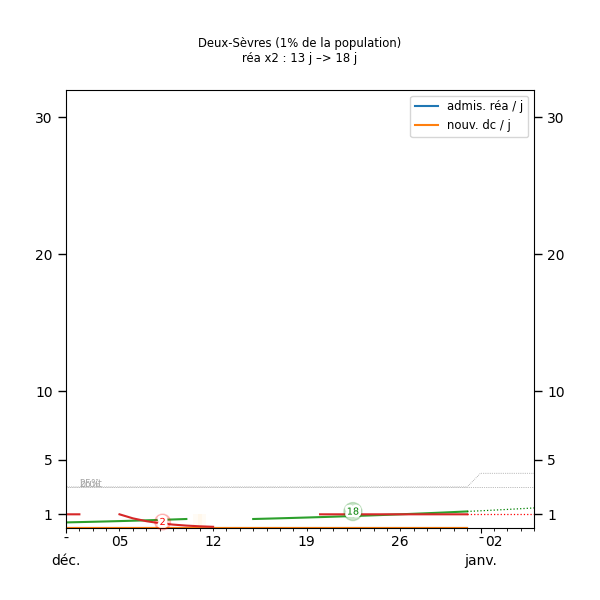 Deux-Sèvres (1% de la population)
réa x2 : 13 j –> 18 j
admis. réa / j
nouv. dc / j
30 30
20 20
10 10
5 5
1 1
2
18
- 05 12 19 26 - 02
déc. janv.